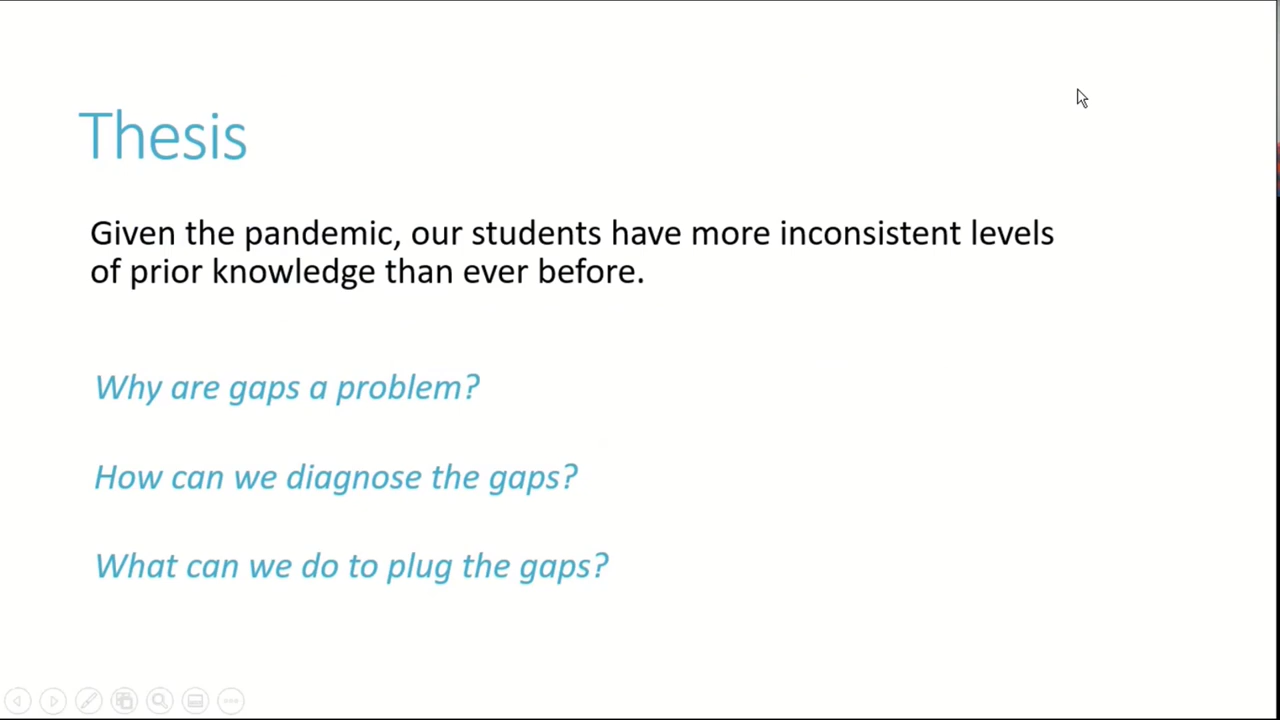 Thesis
Given the pandemic, our students have more inconsistent levels
of prior knowledge than ever before.
Why are gaps a problem?
How can we diagnose the gaps?
What can we do to plug the gaps?